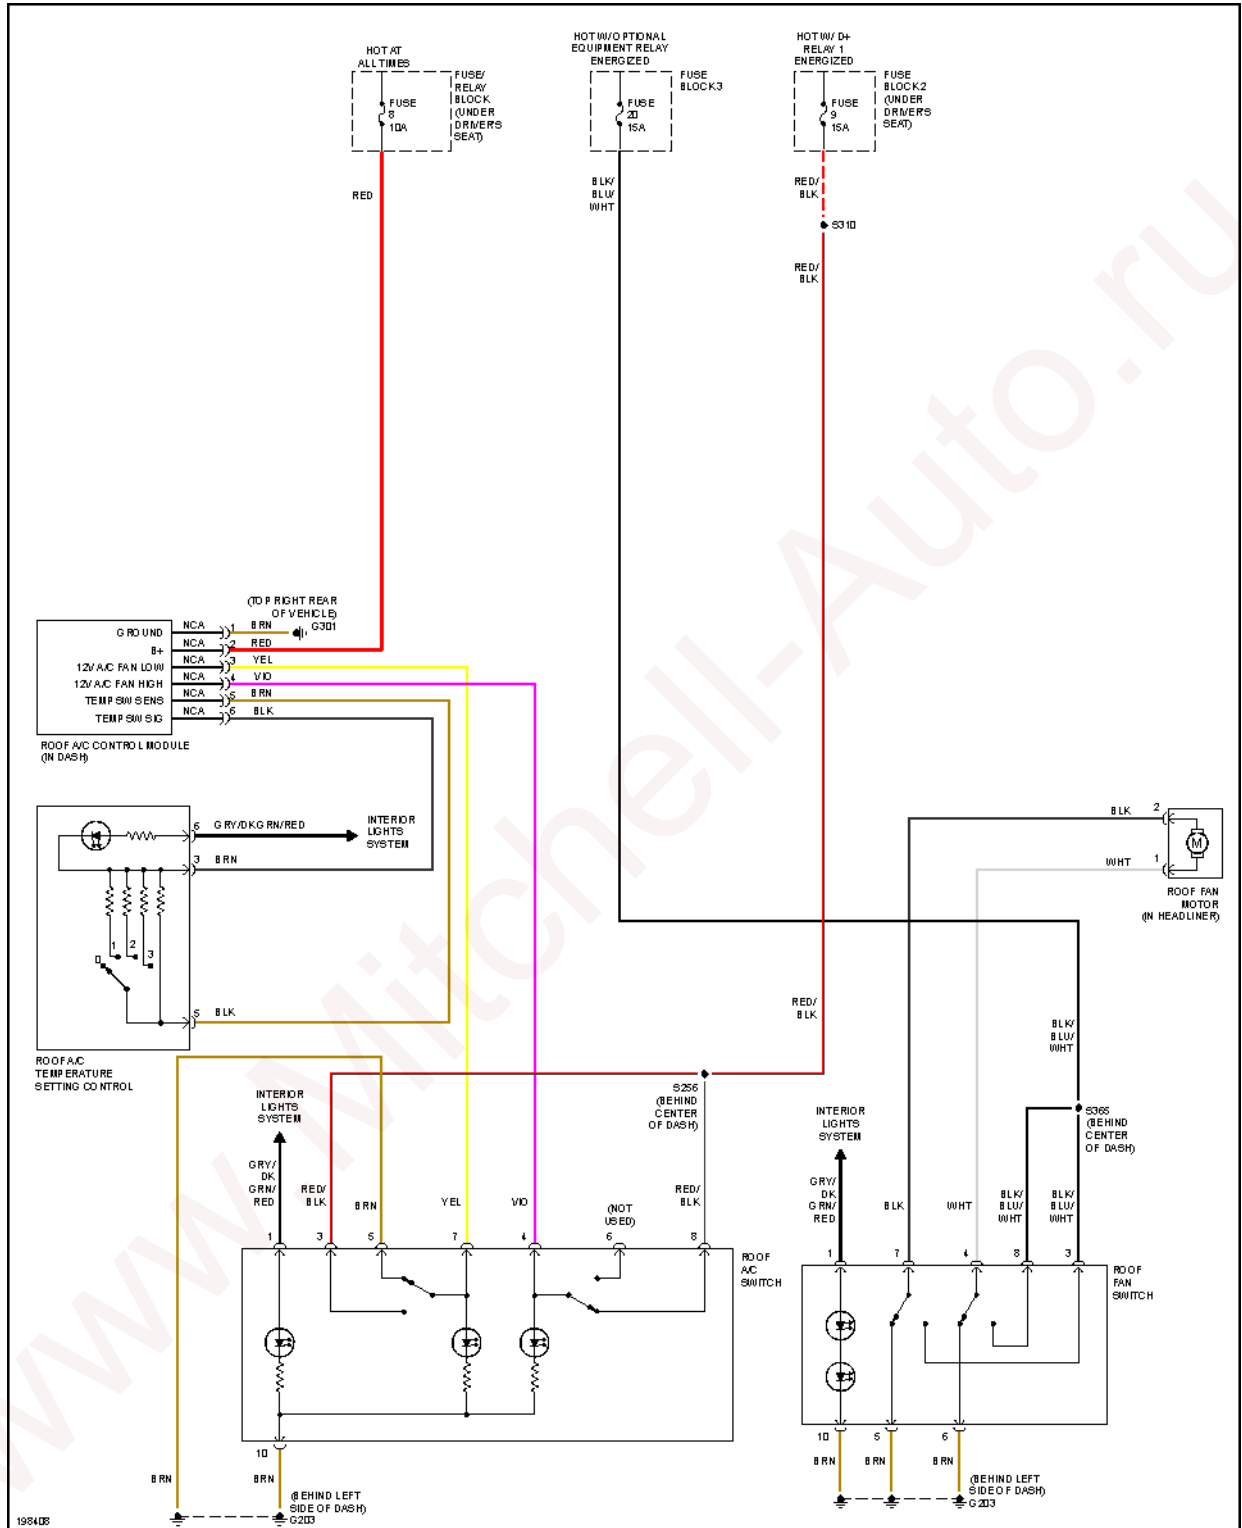 HOT AT
ALL TIMES
FUSE/
RELAY
BLOCK
(UNDER
DRIVERS
SEAT)
FUSE
8
10A
HOT W/OPTIONAL
EQUIPMENT RELAY
ENERGIZED
FUSE
BLOCK 3
FUSE
20
15A
HOT W/ D+
RELAY 1
ENERGIZED
FUSE
BLOCK 2
(UNDER
DRIVERS
SEAT)
FUSE
9
15A
RED
BLK/
BLU/
WHT
RED/
BLK
S310
RED/
BLK
(TOP RIGHT REAR
OF VEHICLE)
G301
GROUND NCA 1 BRN
B+ NCA 2 RED
12V A/C FAN LOW NCA 3 YEL
12V A/C FAN HIGH NCA 4 VIO
TEMP SW SENS NCA 5 BRN
TEMP SW SIG NCA 6 BLK
ROOF A/C CONTROL MODULE
(IN DASH)
6 GRY/DK GRN/RED
INTERIOR
LIGHTS
SYSTEM
3 BRN
0 1 2 3
5 BLK
ROOF A/C
TEMPERATURE
SETTING CONTROL
BLK 2
M
WHT 1
ROOF FAN
MOTOR
(IN HEADLINER)
RED/
BLK
BLK/
BLU/
WHT
S256
(BEHIND
CENTER
OF DASH)
S365
(BEHIND
CENTER
OF DASH)
INTERIOR
LIGHTS
SYSTEM
INTERIOR
LIGHTS
SYSTEM
GRY/
DK
GRN/
RED
RED/
BLK
BRN
YEL
VIO
(NOT
USED)
RED/
BLK
1 3 5 7 4 6 8
ROOF
A/C
SWITCH
GRY/
DK
GRN/
RED
BLK
WHT
BLK/
BLU/
WHT
BLK/
BLU/
WHT
1 7 4 8 3
ROOF
FAN
SWITCH
10
BRN
BRN
(BEHIND LEFT
SIDE OF DASH)
G203
10 5 6
BRN BRN BRN
(BEHIND LEFT
SIDE OF DASH)
G203
198408
www.Mitchell-Auto.ru